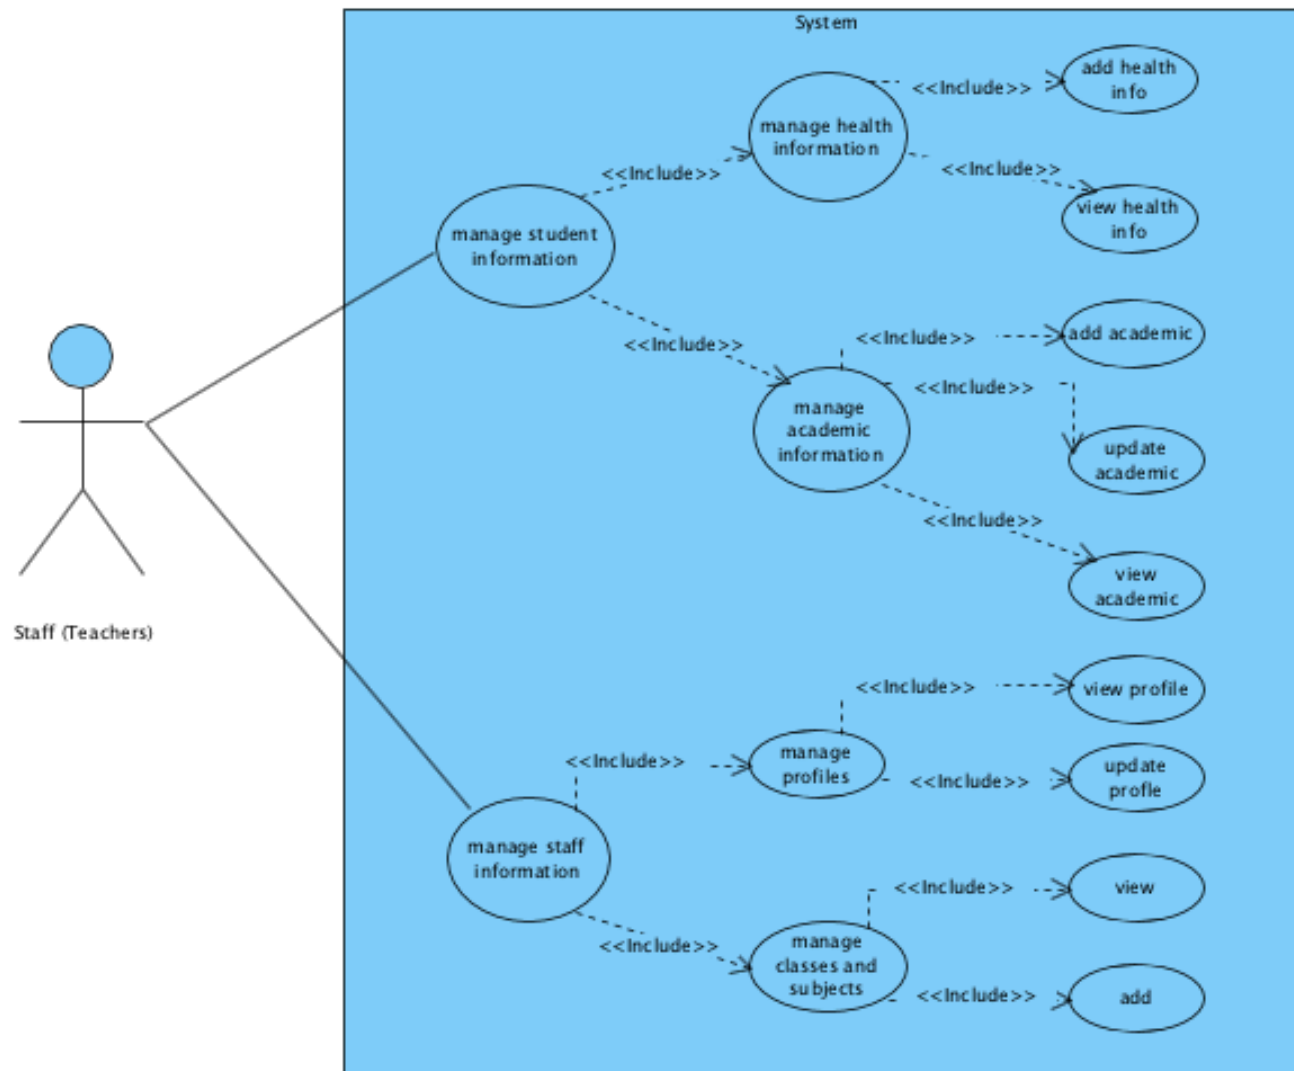 System
add health
info
<<Include>>
manage health
information
<<Include>>
<<Include>>
view health
info
manage student
information
<<Include>>
<<Include>>
add academic
<<Include>>
manage
academic
information
update
academic
<<Include>>
view
academic
Staff (Teachers)
<<Include>>
view profile
<<Include>>
manage
profiles
<<Include>>
update
profle
manage staff
information
<<Include>>
view
<<Include>>
manage
classes and
subjects
<<Include>>
add